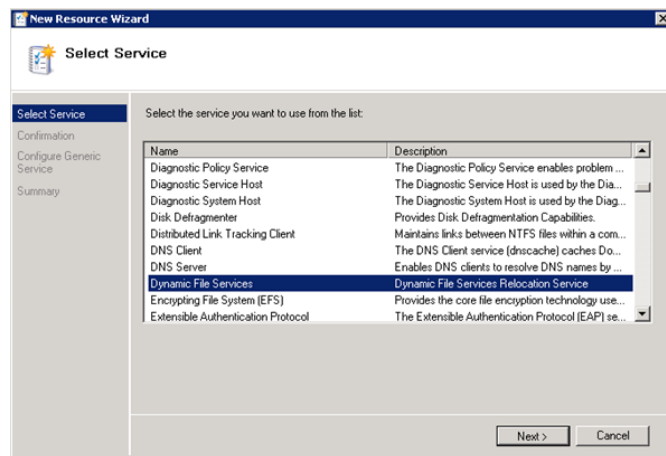 New Resource Wizard
Select Service
Select Service
Confirmation
Configure Generic
Service
Summary
Select the service you want to use from the list:
Name Description
Diagnostic Policy Service The Diagnostic Policy Service enables problem ...
Diagnostic Service Host The Diagnostic Service Host is used by the Dia...
Diagnostic System Host The Diagnostic System Host is used by the Diag...
Disk Defragmenter Provides Disk Defragmentation Capabilities.
Distributed Link Tracking Client Maintains links between NTFS files within a com...
DNS Client The DNS Client service (dnscache) caches Do...
DNS Server Enables DNS clients to resolve DNS names by ...
Dynamic File Services Dynamic File Services Relocation Service
Encrypting File System (EFS) Provides the core file encryption technology use...
Extensible Authentication Protocol The Extensible Authentication Protocol (EAP) se...
Next > Cancel